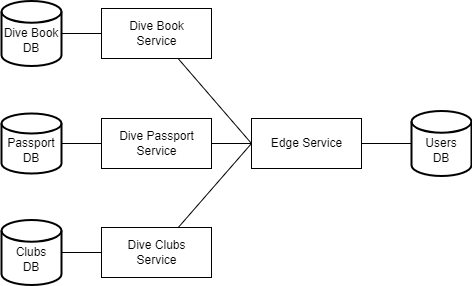 Dive Book
DB
Dive Book
Service
Passport
DB
Dive Passport
Service
Edge Service
Users
DB
Clubs
DB
Dive Clubs
Service